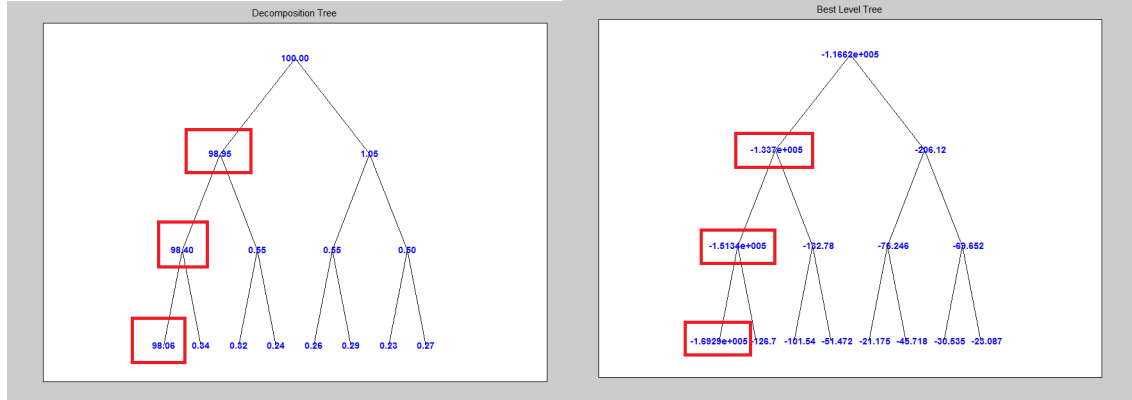 Decomposition Tree
100.00
98.95 1.05
98.40 0.55 0.55 0.50
98.06 0.34 0.32 0.24 0.26 0.29 0.23 0.27
Best Level Tree
-1.1662e+005
-1.337e+005 -206.12
-1.5134e+005 -132.78 -76.246 -69.652
-1.6929e+005 -126.7 -101.54 -51.472 -21.175 -45.718 -30.535 -23.087